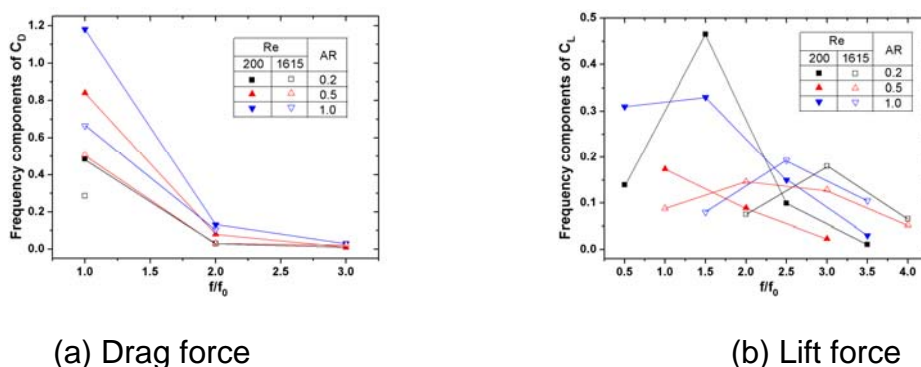 Frequency components of C_D
1.2
1.0
0.8
0.6
0.4
0.2
0.0
1.0 1.5 2.0 2.5 3.0
f/f_0
Re AR
200 1615
0.2
0.5
1.0
Frequency components of C_L
0.5
0.4
0.3
0.2
0.1
0.0
0.5 1.0 1.5 2.0 2.5 3.0 3.5 4.0
f/f_0
Re AR
200 1615
0.2
0.5
1.0
(a) Drag force
(b) Lift force